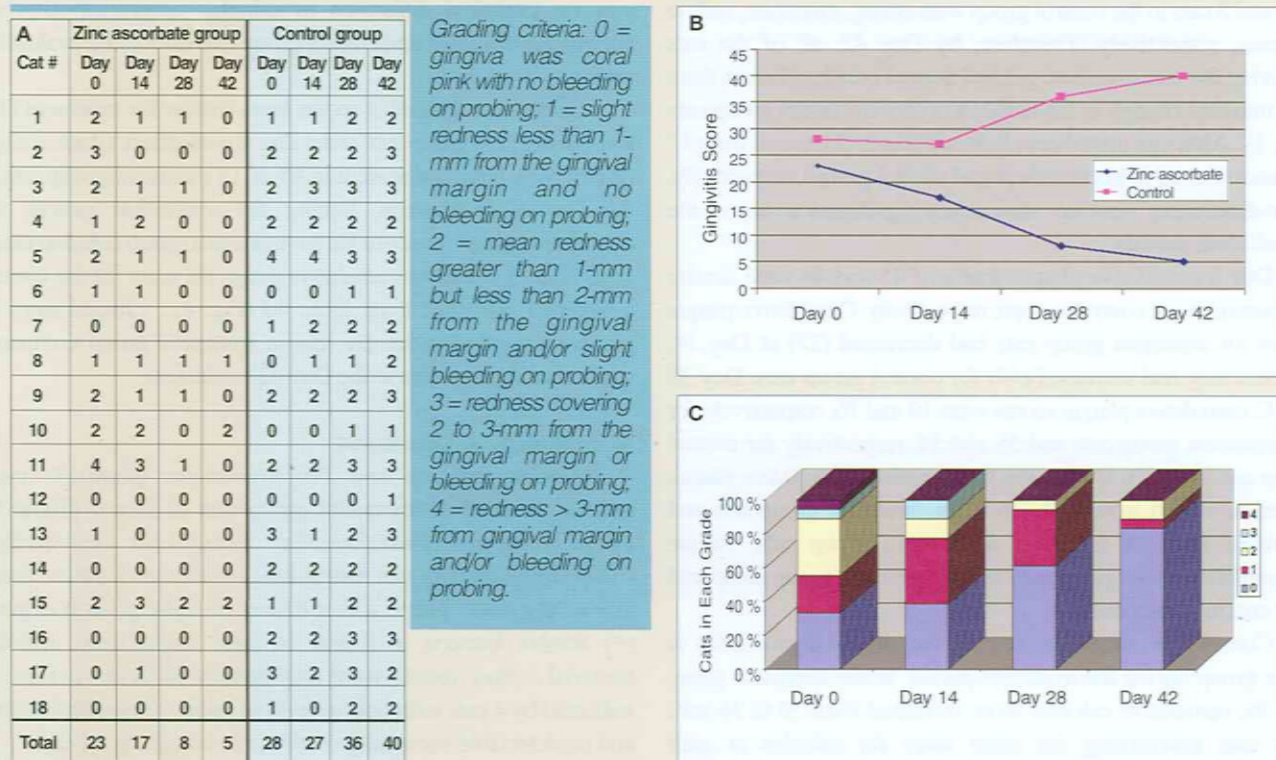 A
Zinc ascorbate group Control group
Cat # Day 0 Day 14 Day 28 Day 42 Day 0 Day 14 Day 28 Day 42
1 2 1 1 0 1 1 2 2
2 3 0 0 0 2 2 2 3
3 2 1 1 0 2 3 3 3
4 1 2 0 0 2 2 2 2
5 2 1 1 0 4 4 3 3
6 1 1 0 0 0 0 1 1
7 0 0 0 0 1 2 2 2
8 1 1 1 1 0 1 1 2
9 2 1 1 0 2 2 2 3
10 2 2 0 2 0 0 1 1
11 4 3 1 0 2 2 3 3
12 0 0 0 0 0 0 0 1
13 1 0 0 0 3 1 2 3
14 0 0 0 0 2 2 2 2
15 2 3 2 2 1 1 2 2
16 0 0 0 0 2 2 3 3
17 0 1 0 0 3 2 3 2
18 0 0 0 0 1 0 2 2
Total 23 17 8 5 28 27 36 40
Grading criteria: 0 =
gingiva was coral
pink with no bleeding
on probing; 1 = slight
redness less than 1-
mm from the gingival
margin and no
bleeding on probing;
2 = mean redness
greater than 1-mm
but less than 2-mm
from the gingival
margin and/or slight
bleeding on probing;
3 = redness covering
2 to 3-mm from the
gingival margin or
bleeding on probing;
4 = redness > 3-mm
from gingival margin
and/or bleeding on
probing.
B
Gingivitis Score
45
40
35
30
25
20
15
10
5
0
Zinc ascorbate
Control
Day 0 Day 14 Day 28 Day 42
C
Cats in Each Grade
100 %
80 %
60 %
40 %
20 %
0 %
4
3
2
1
0
Day 0 Day 14 Day 28 Day 42